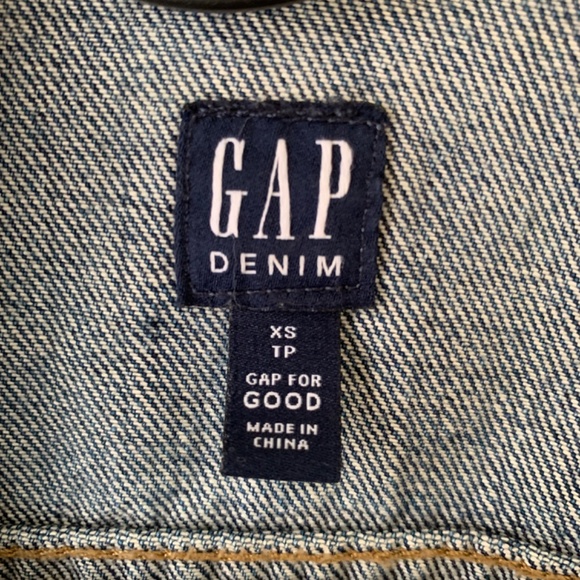 GAP
DENIM
XS
TP
GAP FOR
GOOD
MADE IN
CHINA